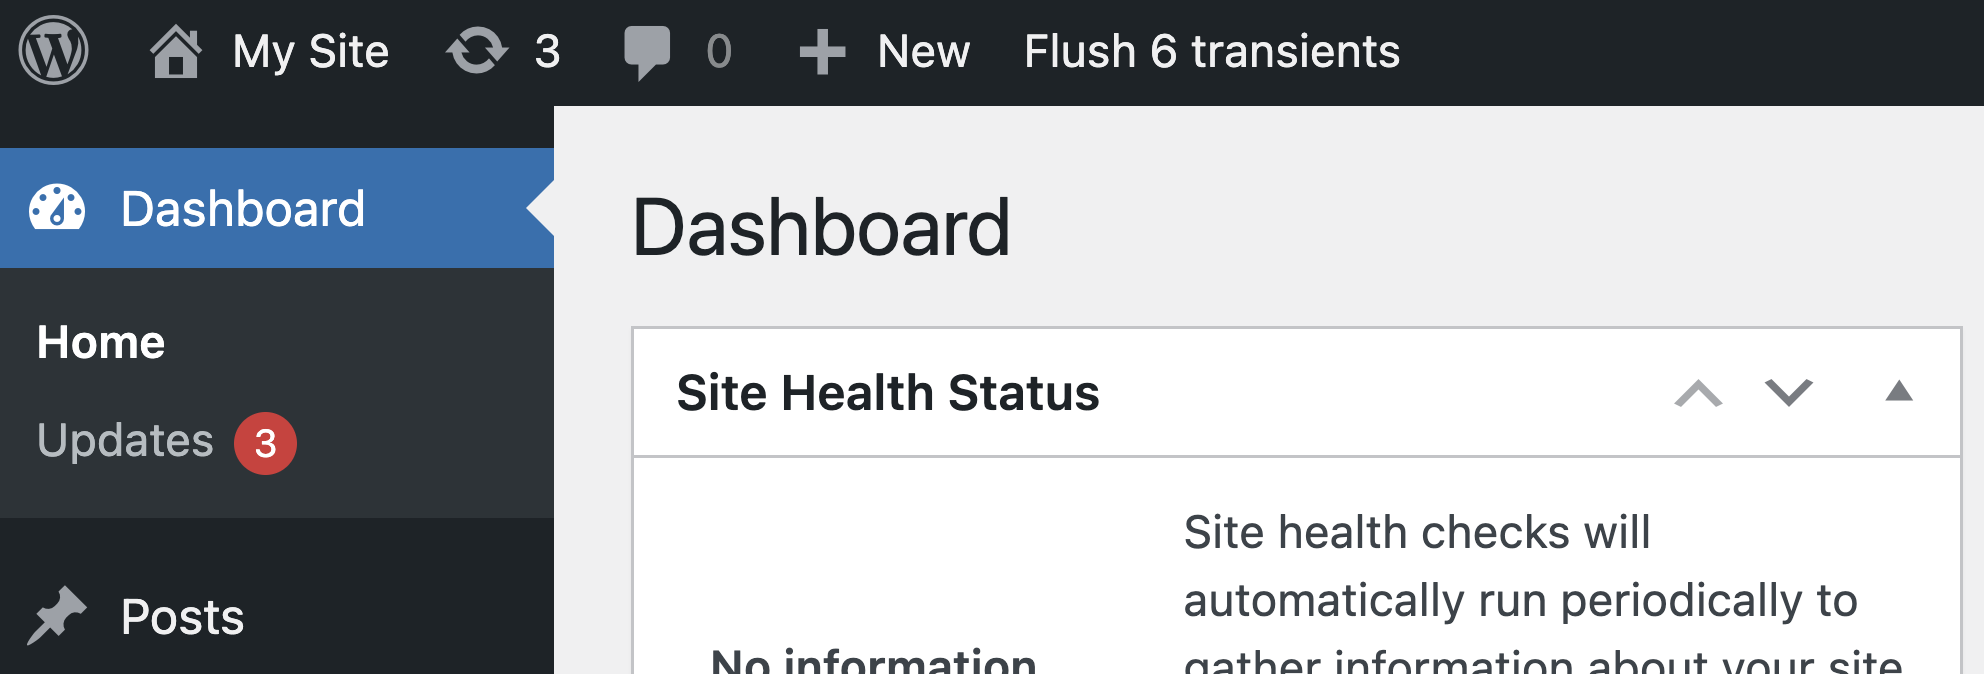 My Site 3 0 New Flush 6 transients
Dashboard
Home
Updates 3
Posts
Dashboard
Site Health Status
No information
Site health checks will
automatically run periodically to
gather information about your site